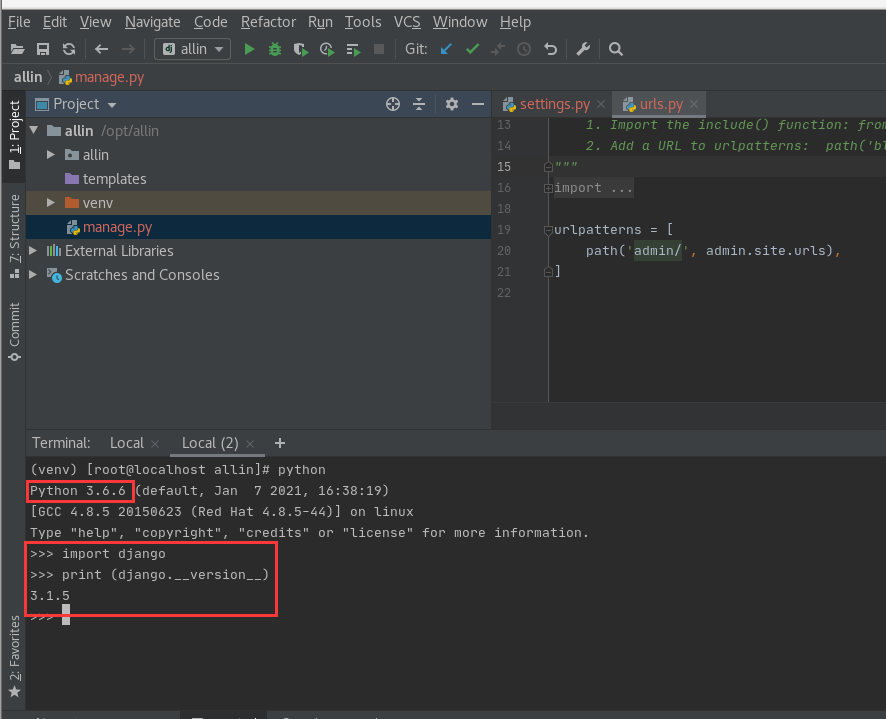 File Edit View Navigate Code Refactor Run Tools VCS Window Help
allin Git:
allin manage.py
1: Project
Project
settings.py urls.py
allin /opt/allin
allin
templates
venv
manage.py
External Libraries
Scratches and Consoles
7: Structure
Commit
2: Favorites
13 1. Import the include() function: from
14 2. Add a URL to urlpatterns: path('bl
15 """
16 import ...
18
19 urlpatterns = [
20 path('admin/', admin.site.urls),
21 ]
22
Terminal: Local Local (2)
(venv) [root@localhost allin]# python
Python 3.6.6 (default, Jan  7 2021, 16:38:19)
[GCC 4.8.5 20150623 (Red Hat 4.8.5-44)] on linux
Type "help", "copyright", "credits" or "license" for more information.
>>> import django
>>> print (django.__version__)
3.1.5
>>>